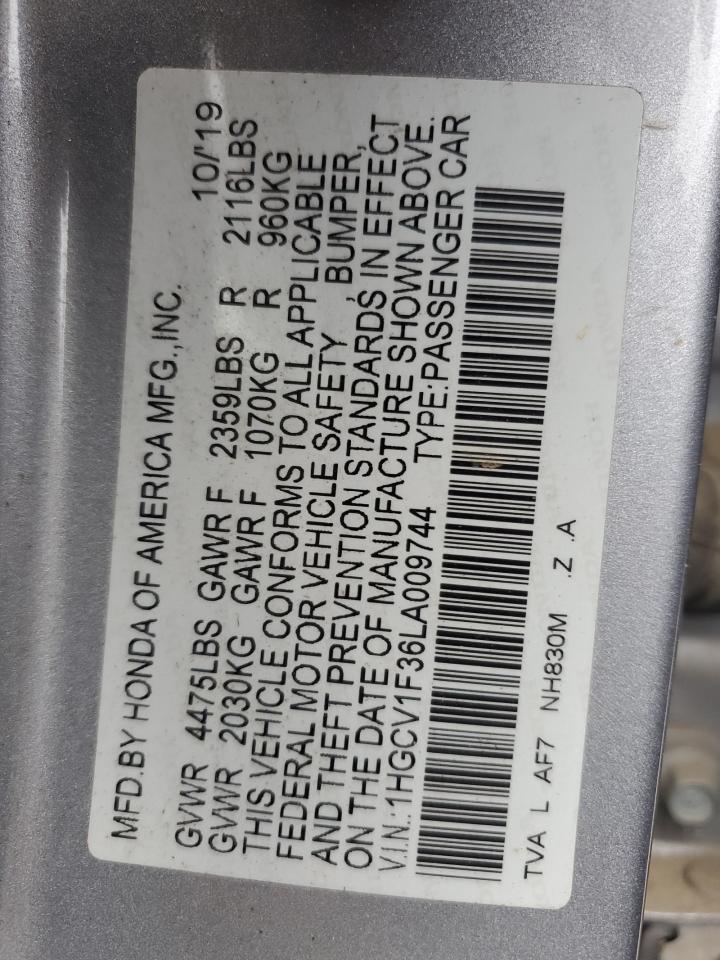 MFD.BY HONDA OF AMERICA MFG.,INC. 10/'19
GVWR 4475LBS GAWR F 2359LBS R 2116LBS
GVWR 2030KG GAWR F 1070KG R 960KG
THIS VEHICLE CONFORMS TO ALL APPLICABLE
FEDERAL MOTOR VEHICLE SAFETY, BUMPER,
AND THEFT PREVENTION STANDARDS IN EFFECT
ON THE DATE OF MANUFACTURE SHOWN ABOVE.
V.I.N.:1HGCV1F36LA009744 TYPE:PASSENGER CAR
TVA L AF7 NH830M .Z .A